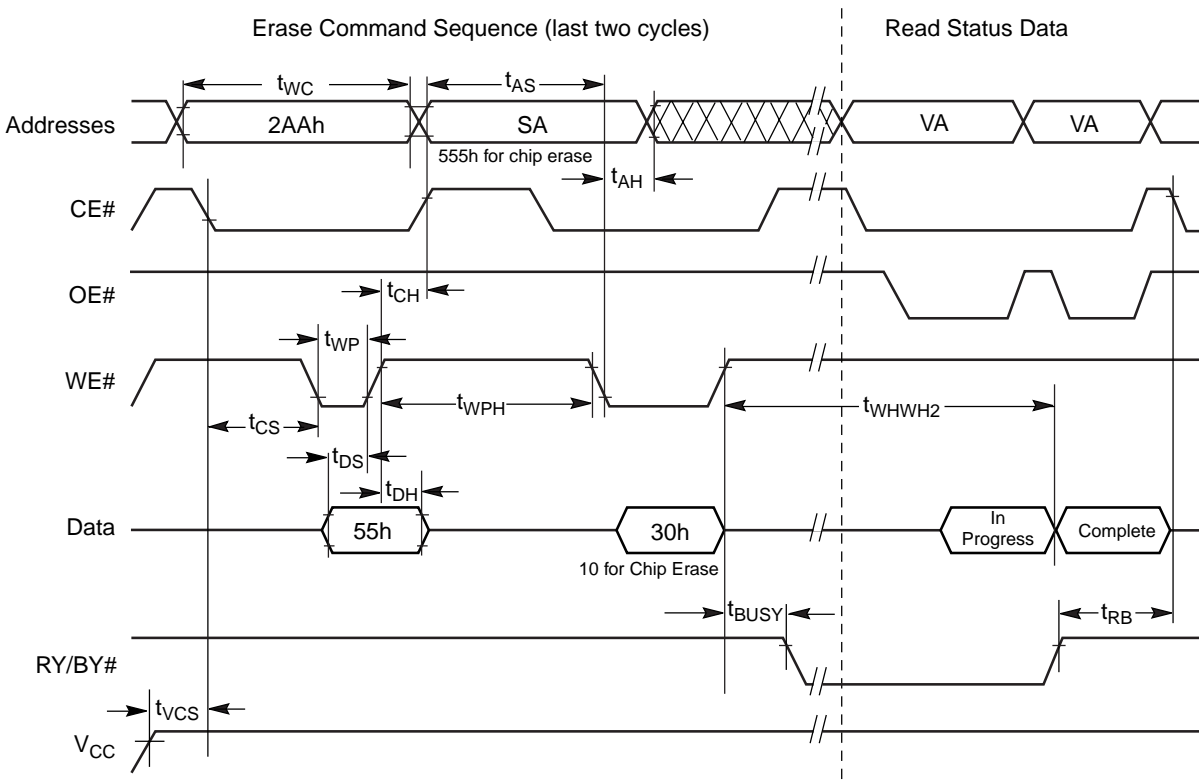 Erase Command Sequence (last two cycles)
Read Status Data
tWC
tAS
Addresses
2AAh
SA
VA
VA
555h for chip erase
tAH
CE#
OE#
tCH
tWP
WE#
tWPH
tWHWH2
tCS
tDS
tDH
Data
55h
30h
In
Progress
Complete
10 for Chip Erase
tBUSY
tRB
RY/BY#
tVCS
VCC